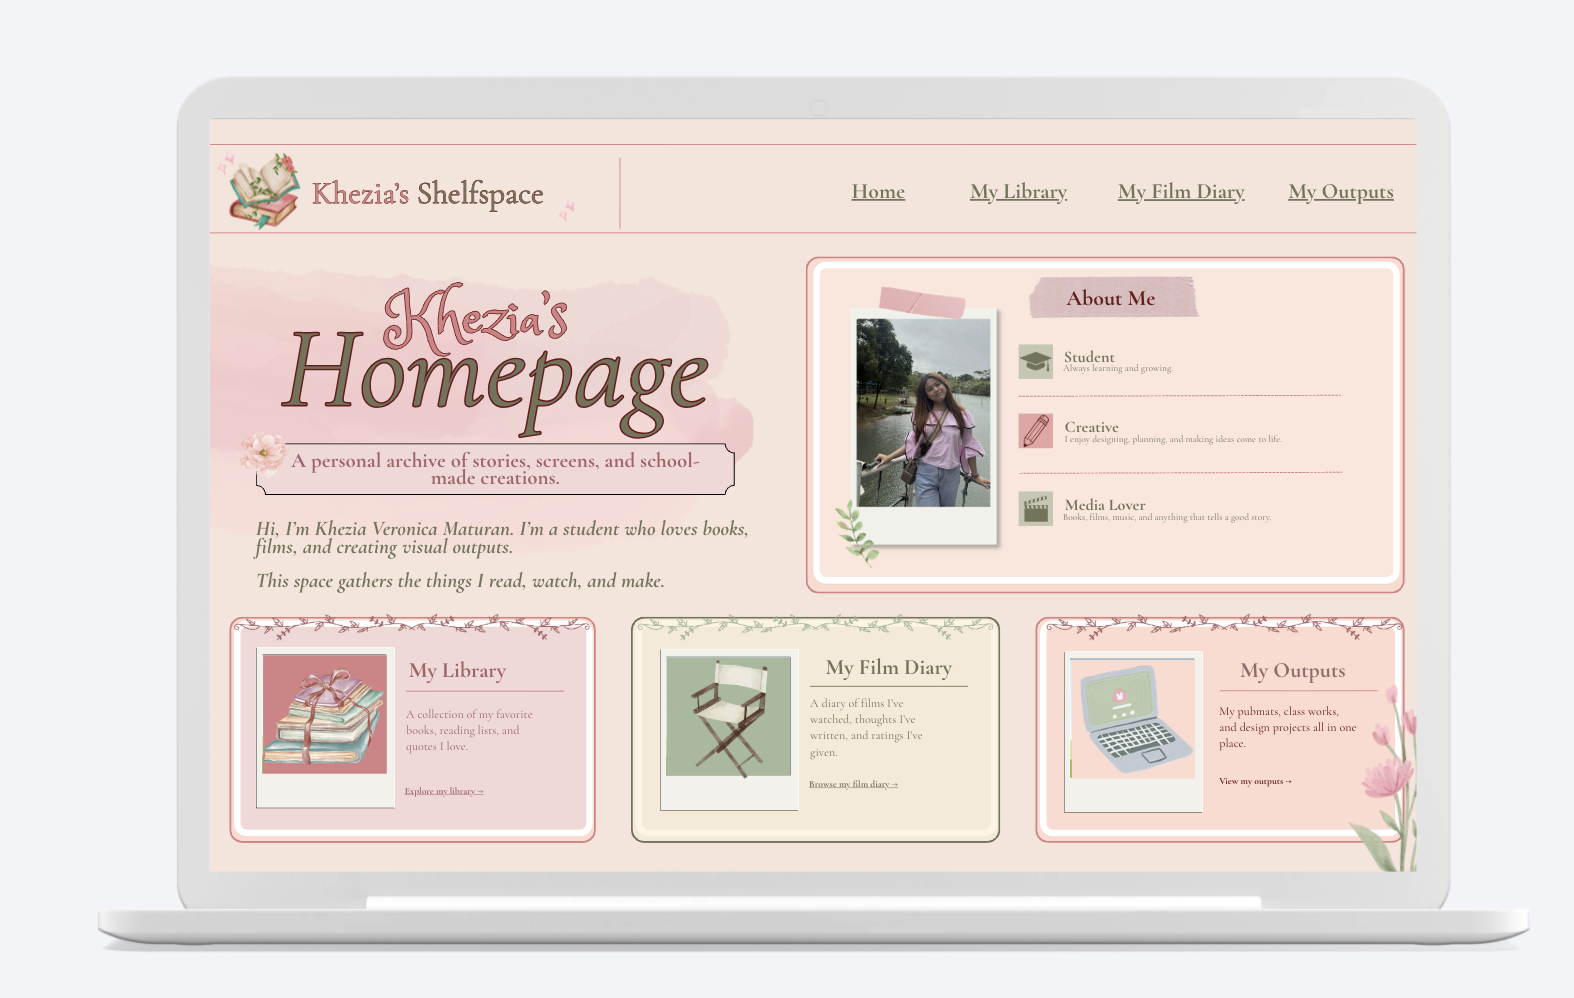 Khezia's Shelfspace
Home
My Library
My Film Diary
My Outputs
Khezia's
Homepage
A personal archive of stories, screens, and school-
made creations.
Hi, I'm Khezia Veronica Maturan. I'm a student who loves books,
films, and creating visual outputs.
This space gathers the things I read, watch, and make.
About Me
Student
Always learning and growing.
Creative
I enjoy designing, planning, and making ideas come to life.
Media Lover
Books, films, music, and anything that tells a good story.
My Library
A collection of my favorite
books, reading lists, and
quotes I love.
Explore my library →
My Film Diary
A diary of films I've
watched, thoughts I've
written, and ratings I've
given.
Browse my film diary →
My Outputs
My pubmats, class works,
and design projects all in one
place.
View my outputs →